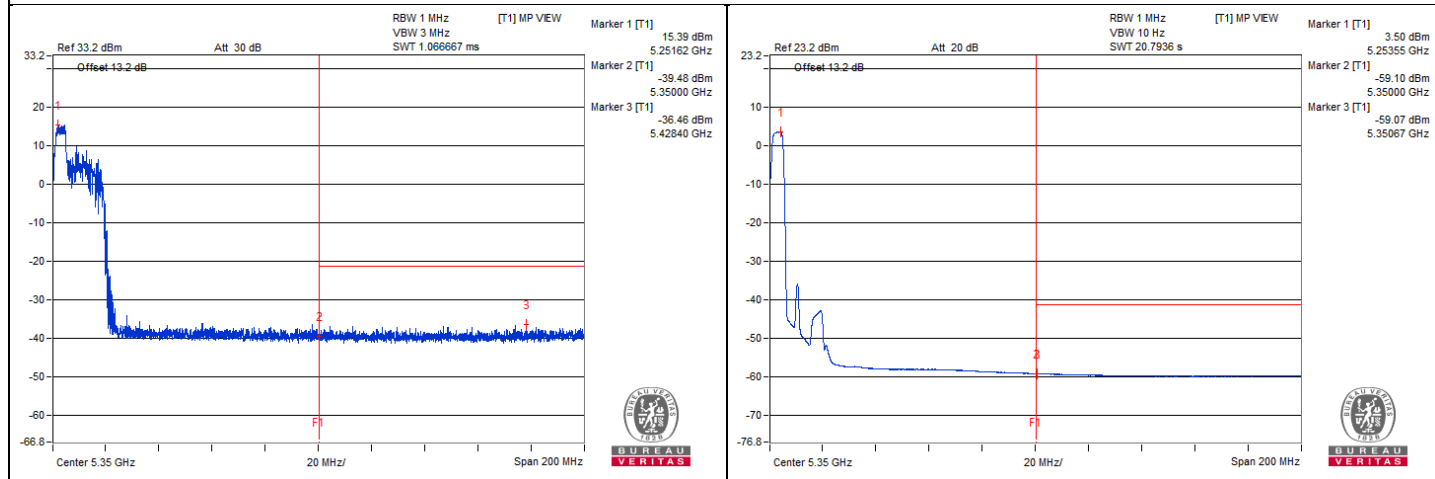 RBW 1 MHz [T1] MP VIEW
VBW 3 MHz
Ref 33.2 dBm Att 30 dB SWT 1.066667 ms
33.2
Offset 13.2 dB
20
10
0
-10
-20
-30
-40
-50
-60
-66.8
1
2
3
F1
Center 5.35 GHz 20 MHz/ Span 200 MHz
Marker 1 [T1]
15.39 dBm
5.25162 GHz
Marker 2 [T1]
-39.48 dBm
5.35000 GHz
Marker 3 [T1]
-36.46 dBm
5.42840 GHz
BUREAU VERITAS
1828
BUREAU
VERITAS
RBW 1 MHz [T1] MP VIEW
VBW 10 Hz
Ref 23.2 dBm Att 20 dB SWT 20.7936 s
23.2
Offset 13.2 dB
10
0
-10
-20
-30
-40
-50
-60
-70
-76.8
1
F1
Center 5.35 GHz 20 MHz/ Span 200 MHz
Marker 1 [T1]
3.50 dBm
5.25355 GHz
Marker 2 [T1]
-59.10 dBm
5.35000 GHz
Marker 3 [T1]
-59.07 dBm
5.35067 GHz
BUREAU VERITAS
1828
BUREAU
VERITAS